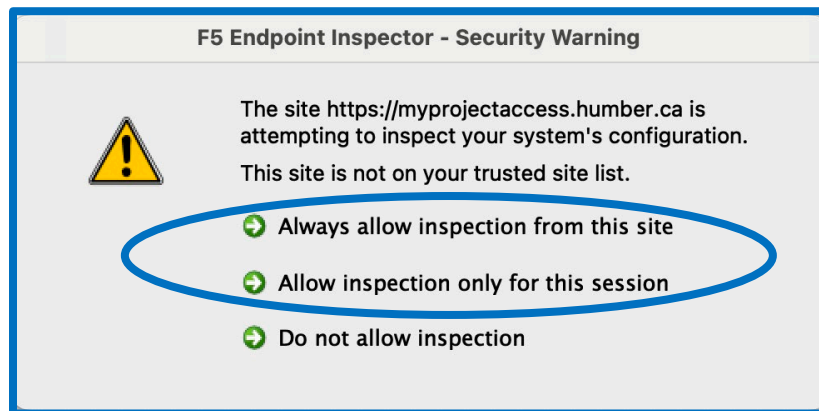 F5 Endpoint Inspector - Security Warning
The site https://myprojectaccess.humber.ca is
attempting to inspect your system's configuration.
This site is not on your trusted site list.
Always allow inspection from this site
Allow inspection only for this session
Do not allow inspection